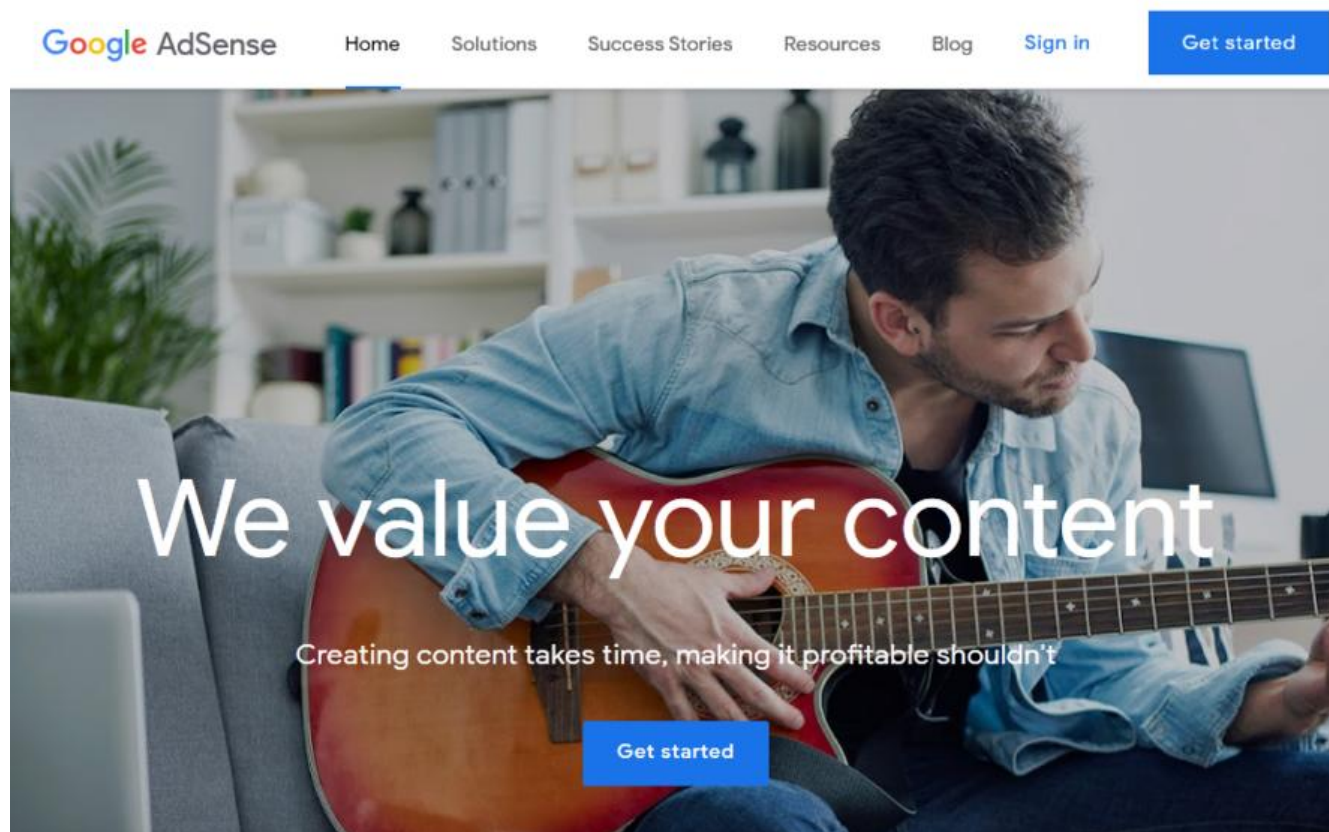 Google AdSense Home Solutions Success Stories Resources Blog Sign in Get started
We value your content
Creating content takes time, making it profitable shouldn't
Get started